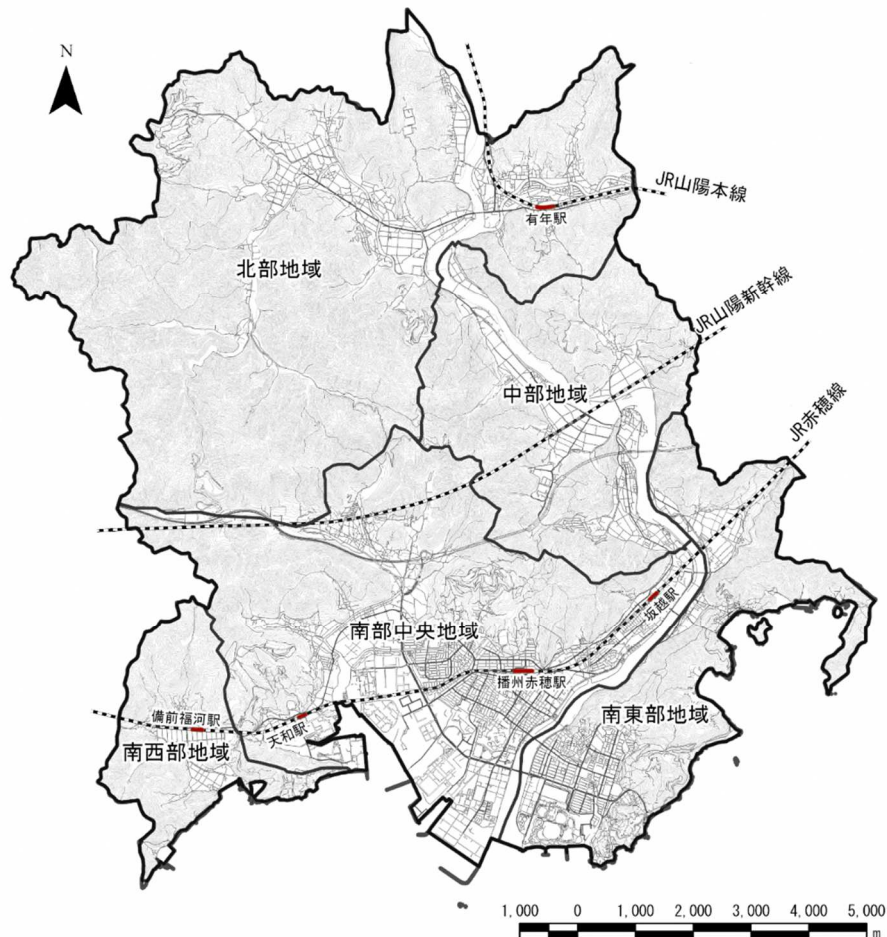 N
JR山陽本線
有年駅
北部地域
JR山陽新幹線
中部地域
JR赤穂線
坂越駅
南部中央地域
播州赤穂駅
南東部地域
備前福河駅
天和駅
南西部地域
1,000 0 1,000 2,000 3,000 4,000 5,000
m